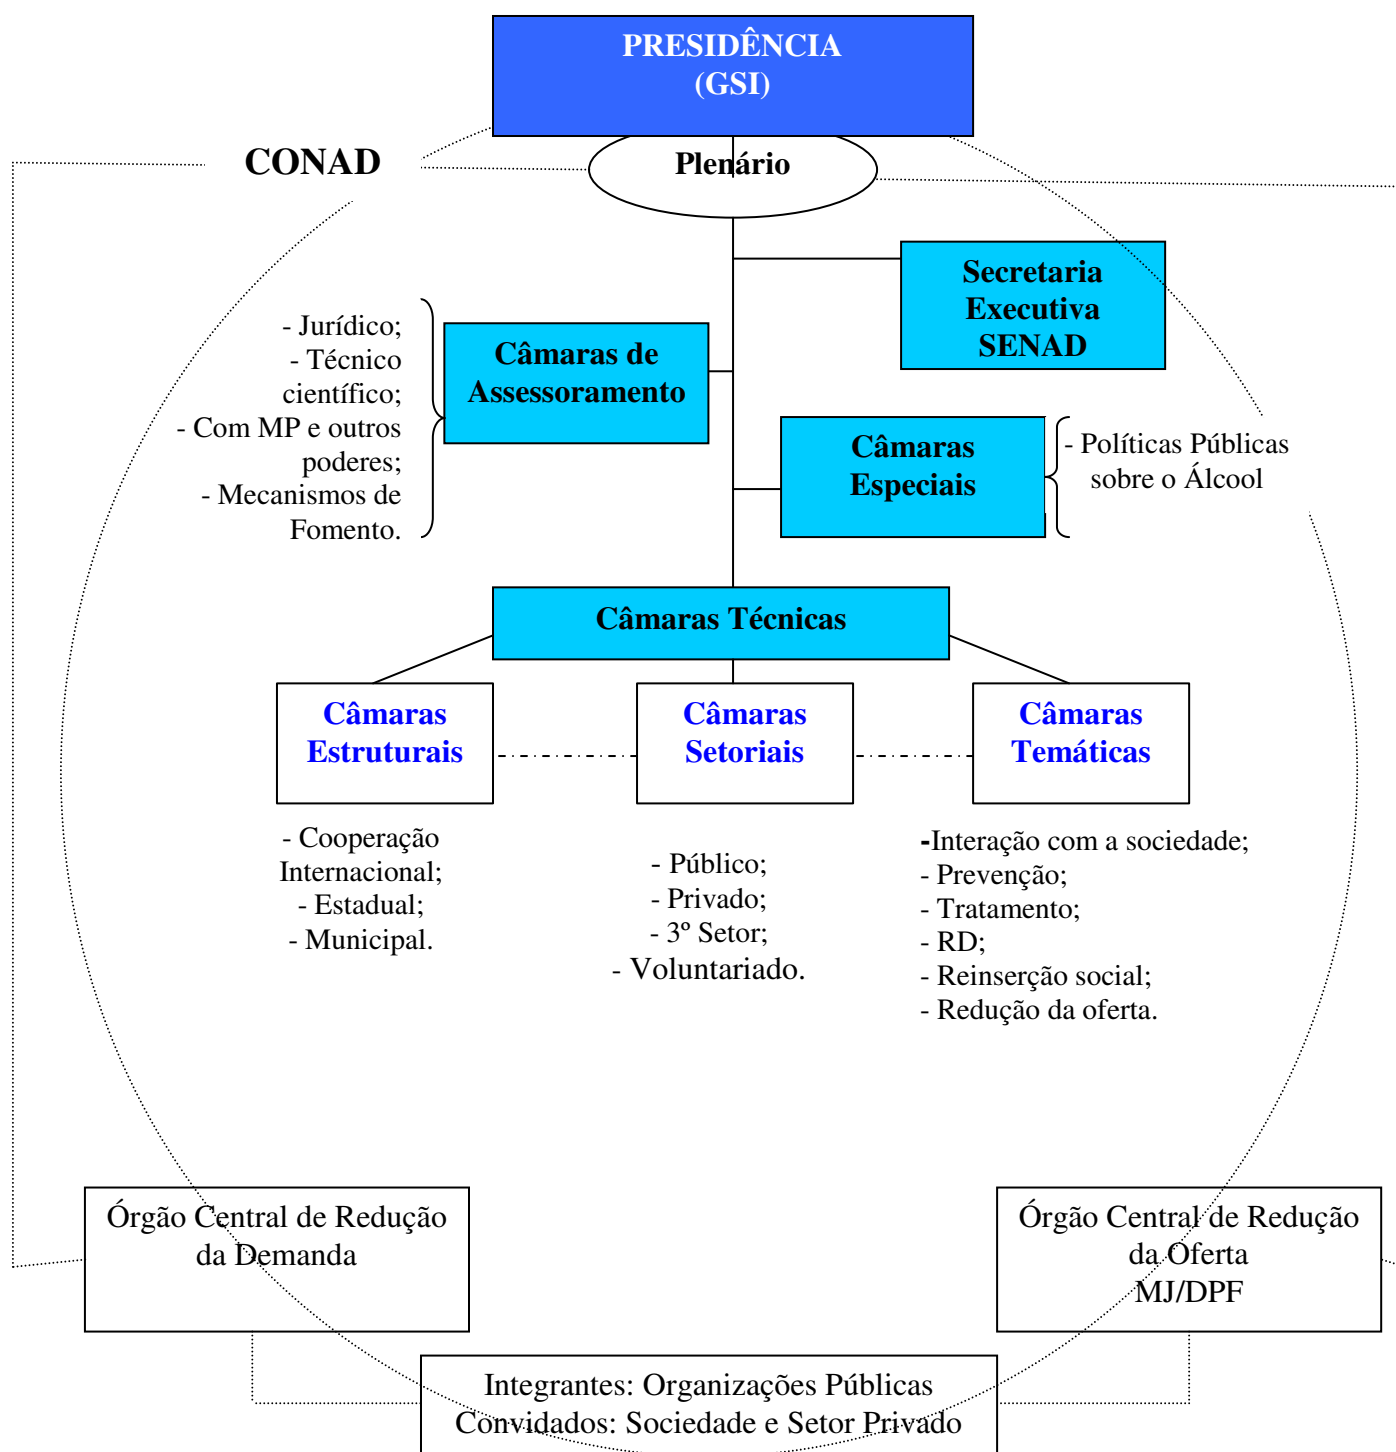 PRESIDÊNCIA
(GSI)
CONAD
Plenário
Secretaria
Executiva
SENAD
- Jurídico;
- Técnico
científico;
- Com MP e outros
poderes;
- Mecanismos de
Fomento.
Câmaras de
Assessoramento
Câmaras
Especiais
- Políticas Públicas
sobre o Álcool
Câmaras Técnicas
Câmaras
Estruturais
Câmaras
Setoriais
Câmaras
Temáticas
- Cooperação
Internacional;
- Estadual;
- Municipal.
- Público;
- Privado;
- 3º Setor;
- Voluntariado.
-Interação com a sociedade;
- Prevenção;
- Tratamento;
- RD;
- Reinserção social;
- Redução da oferta.
Órgão Central de Redução
da Demanda
Órgão Central de Redução
da Oferta
MJ/DPF
Integrantes: Organizações Públicas
Convidados: Sociedade e Setor Privado